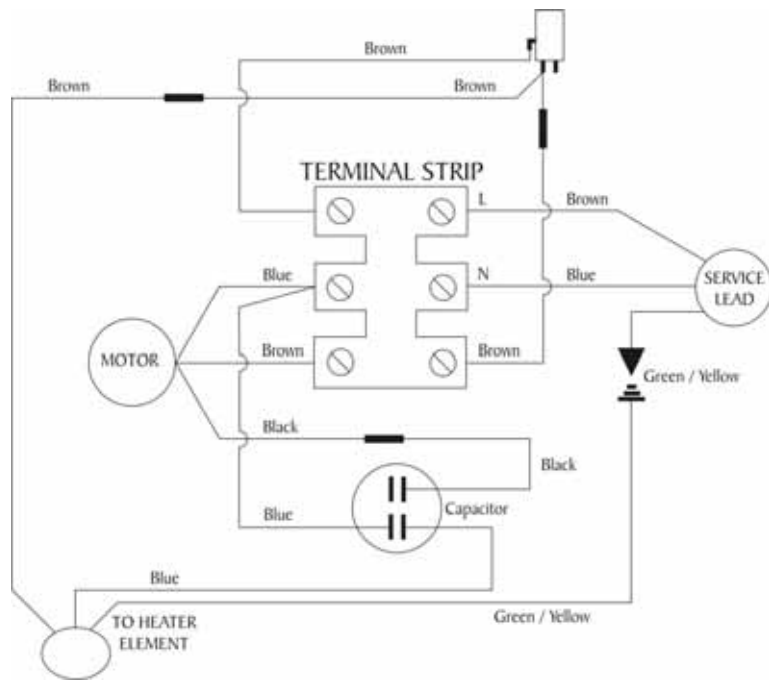 Brown
Brown
Brown
TERMINAL STRIP
L
Brown
Blue
N
Blue
SERVICE
LEAD
MOTOR
Brown
Brown
Green / Yellow
Black
Black
Capacitor
Blue
Blue
TO HEATER
ELEMENT
Green / Yellow